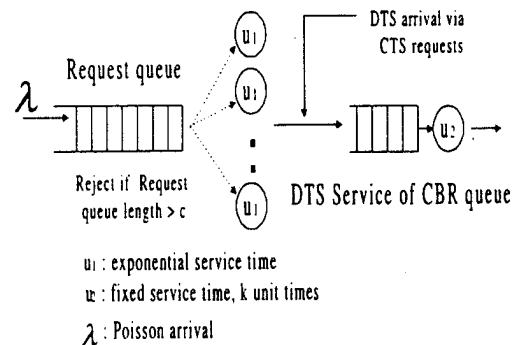 DTS arrival via
CTS requests
Request queue
λ
u₁
u₁
u₁
u₂
Reject if Request
queue length > c
DTS Service of CBR queue
u₁ : exponential service time
u₂ : fixed service time, k unit times
λ : Poisson arrival